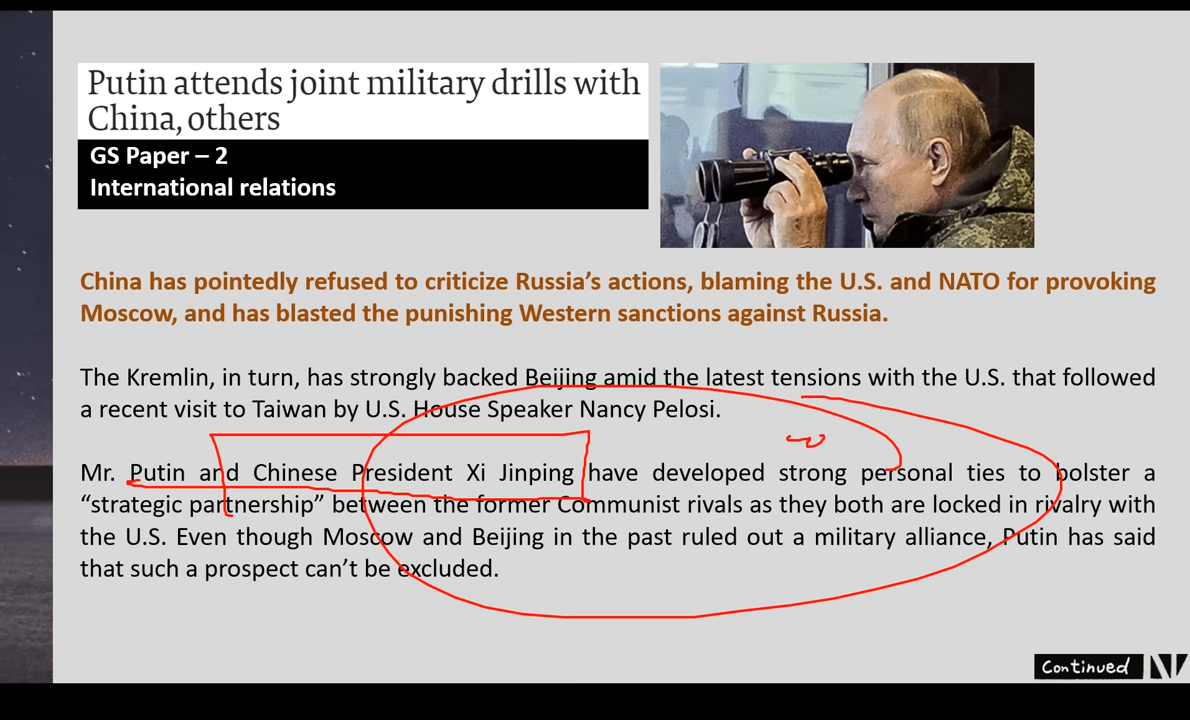 Putin attends joint military drills with
China, others
GS Paper – 2
International relations
China has pointedly refused to criticize Russia’s actions, blaming the U.S. and NATO for provoking
Moscow, and has blasted the punishing Western sanctions against Russia.
The Kremlin, in turn, has strongly backed Beijing amid the latest tensions with the U.S. that followed
a recent visit to Taiwan by U.S. House Speaker Nancy Pelosi.
Mr. Putin and Chinese President Xi Jinping have developed strong personal ties to bolster a
“strategic partnership” between the former Communist rivals as they both are locked in rivalry with
the U.S. Even though Moscow and Beijing in the past ruled out a military alliance, Putin has said
that such a prospect can’t be excluded.
Continued